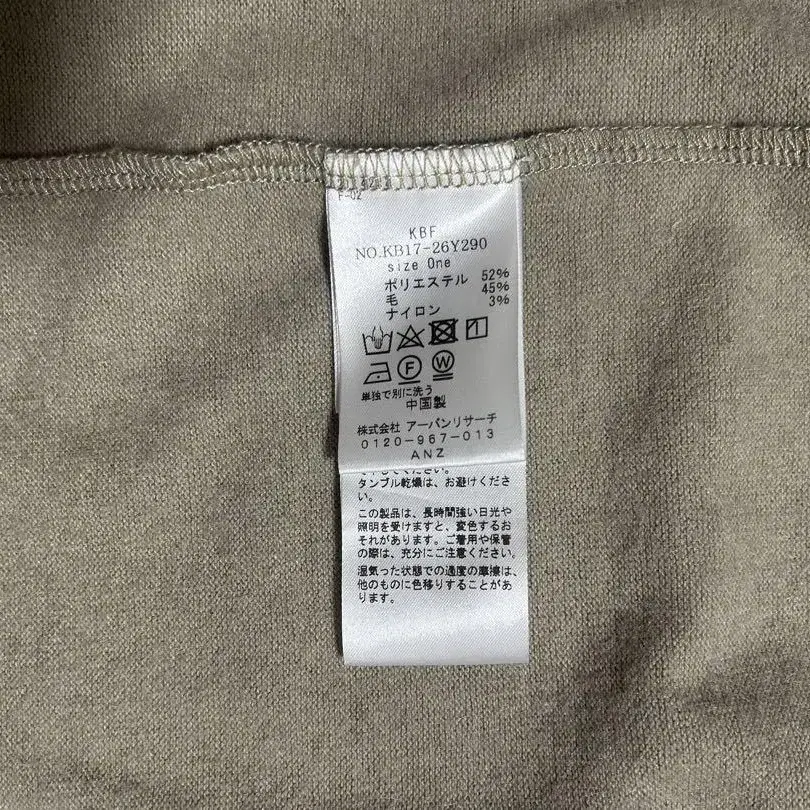 F-02
KBF
NO.KB17-26Y290
size One
ポリエステル 52%
毛 45%
ナイロン 3%
F W
単独で別に洗う
中国製
株式会社 アーバンリサーチ
0120-967-013
ANZ
タンブル乾燥は、お避けくださ
い。
この製品は、長時間強い日光や
照明を受けますと、変色するお
それがあります。ご着用や保管
の際は、充分にご注意ください。
湿気った状態での過度の摩擦は、
他のものに色移りすることがあ
ります。